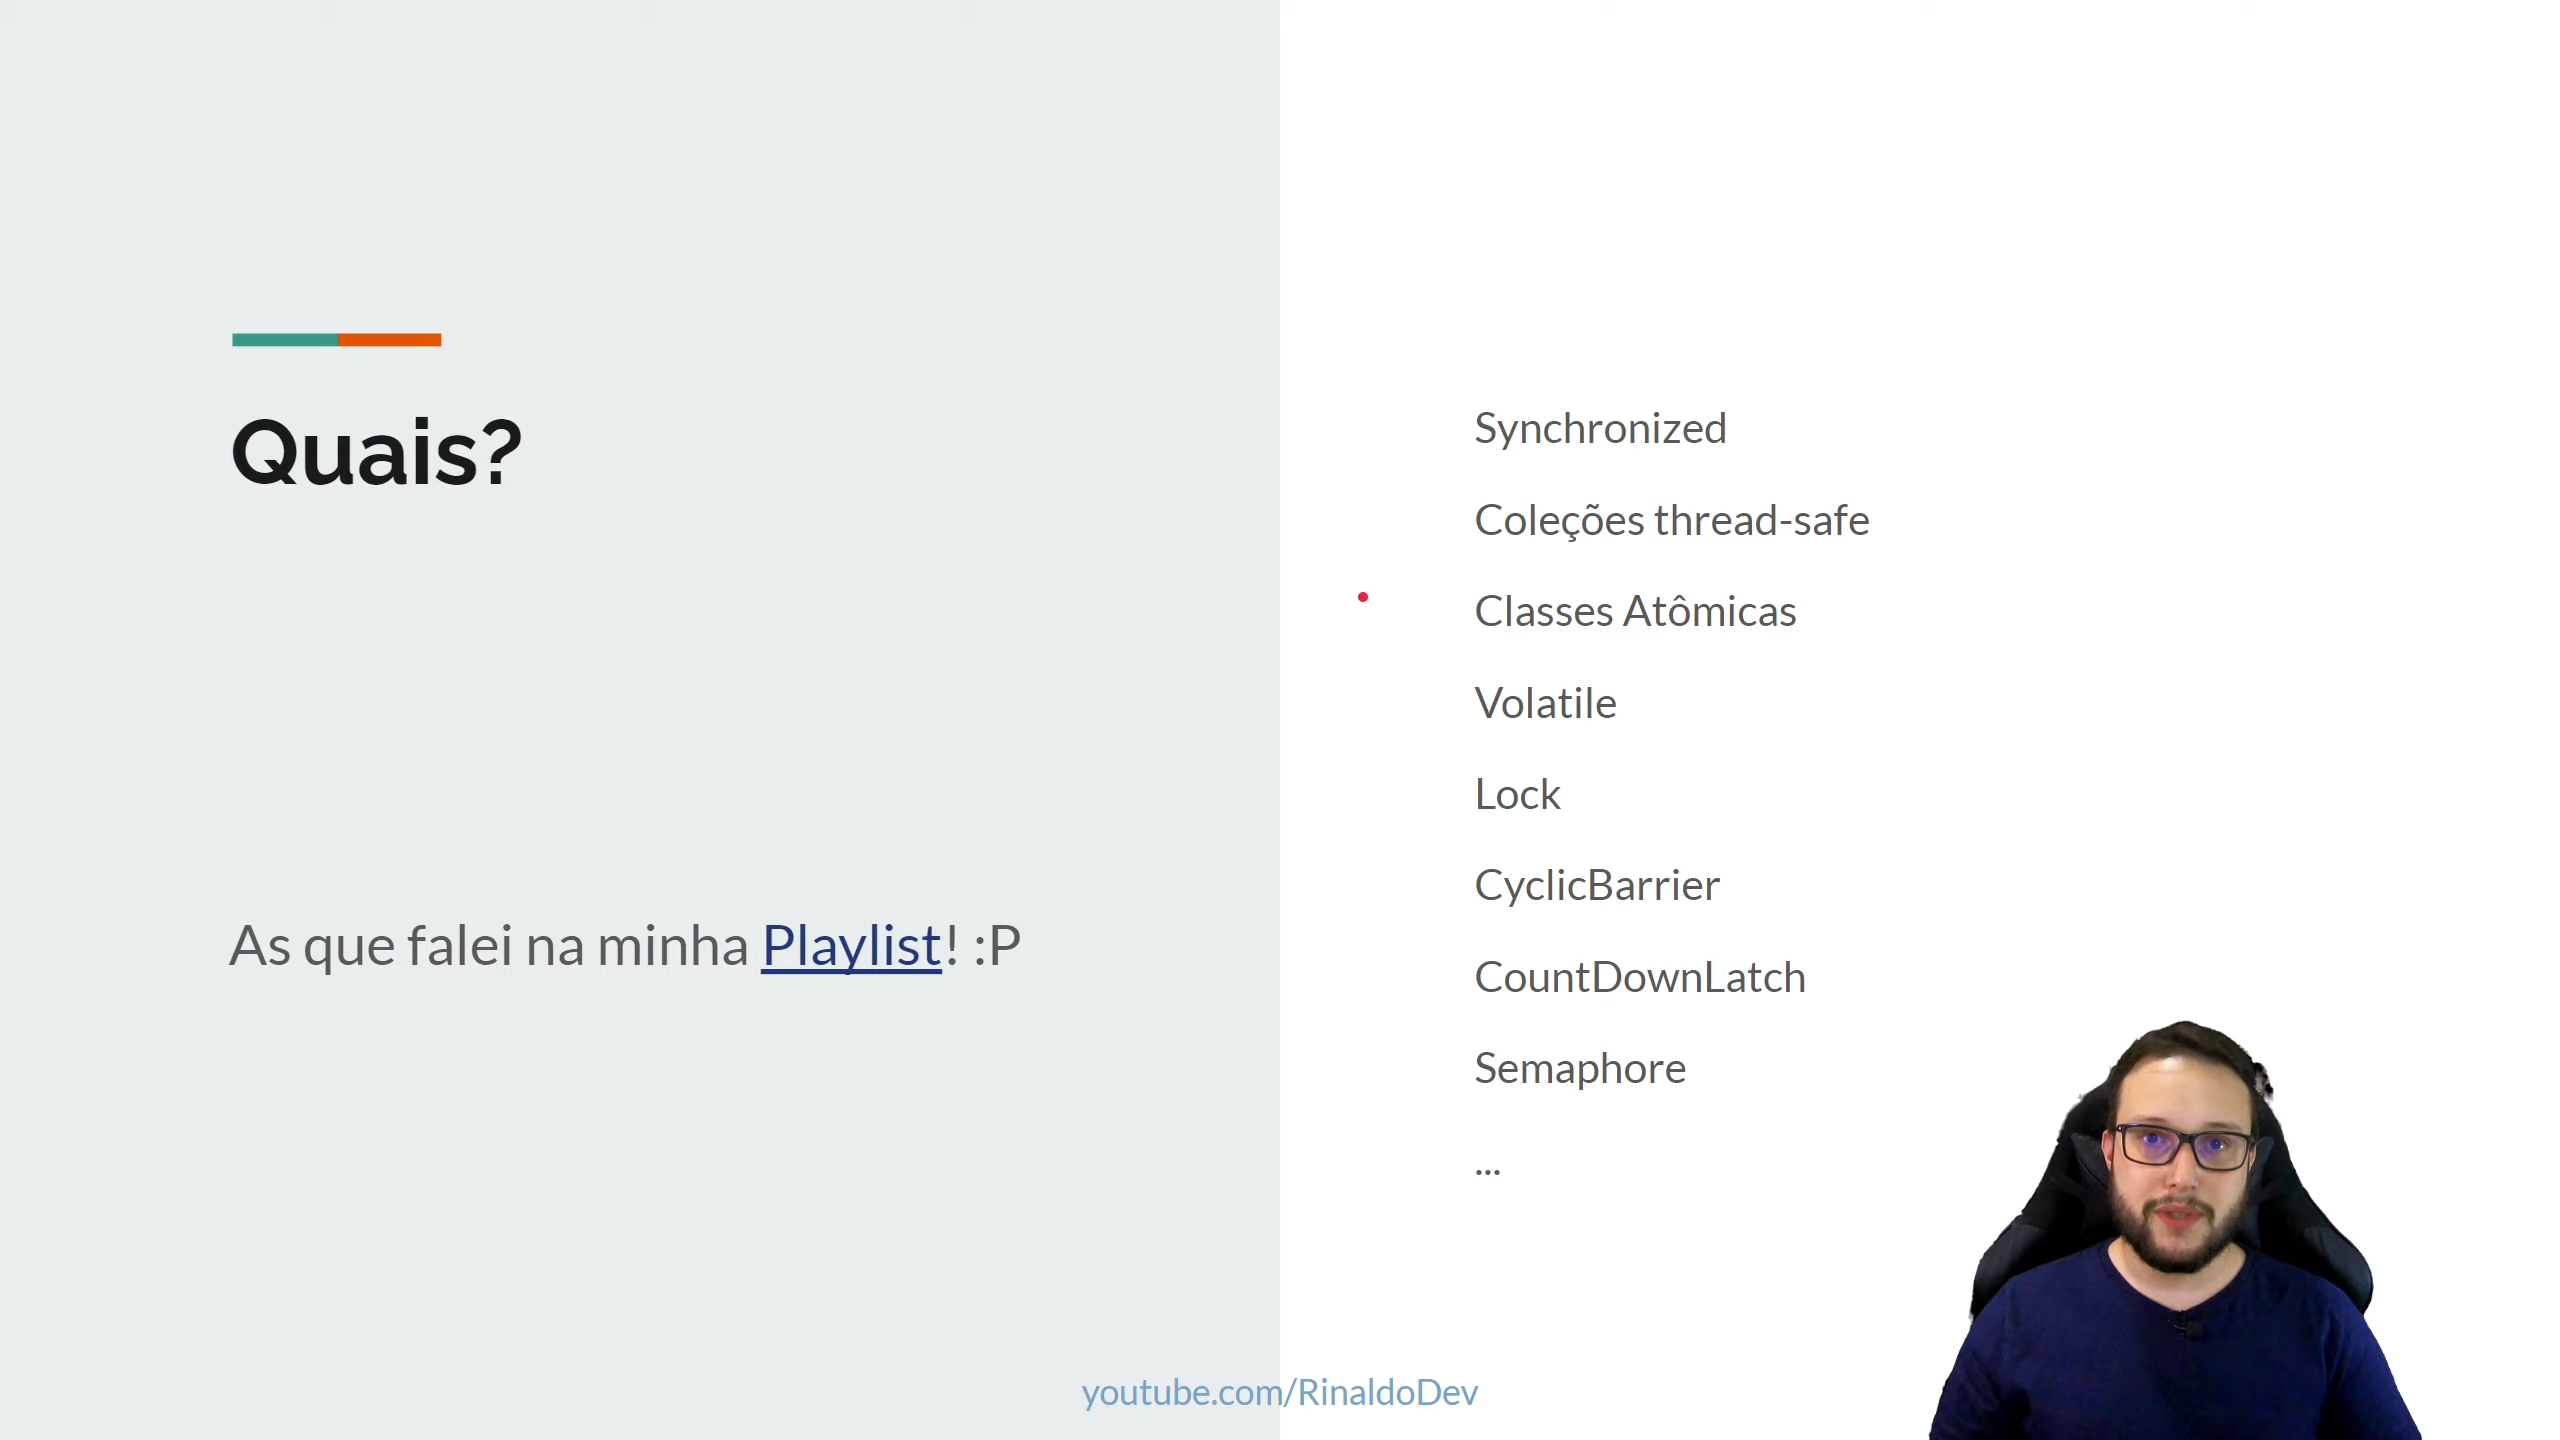 Quais?
As que falei na minha Playlist! :P
Synchronized
Coleções thread-safe
Classes Atômicas
Volatile
Lock
CyclicBarrier
CountDownLatch
Semaphore
...
youtube.com/RinaldoDev